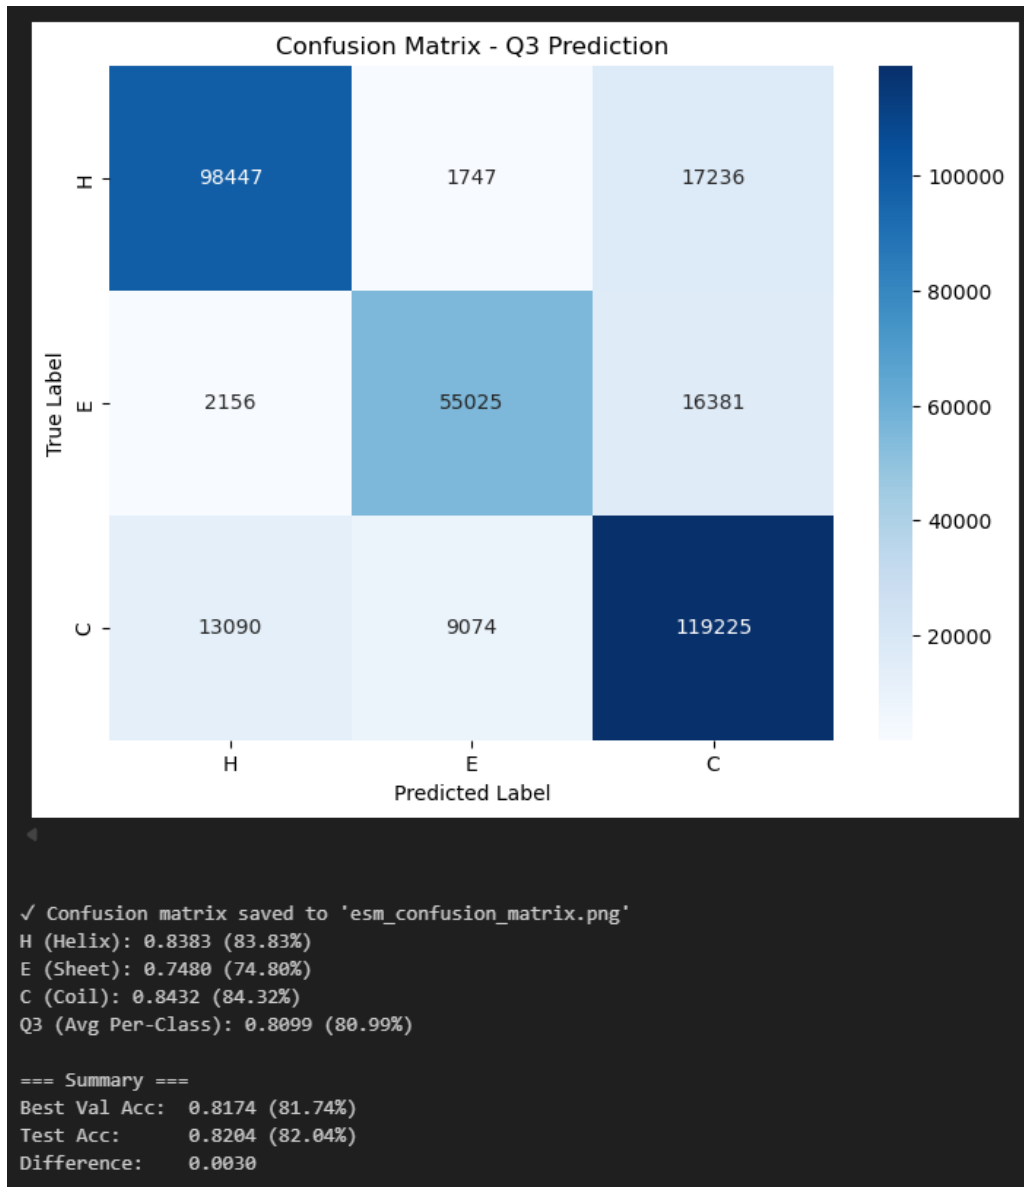 Confusion Matrix - Q3 Prediction
True Label
H
98447 1747 17236
E
2156 55025 16381
C
13090 9074 119225
H E C
Predicted Label
100000
80000
60000
40000
20000
✓ Confusion matrix saved to 'esm_confusion_matrix.png'
H (Helix): 0.8383 (83.83%)
E (Sheet): 0.7480 (74.80%)
C (Coil): 0.8432 (84.32%)
Q3 (Avg Per-Class): 0.8099 (80.99%)
=== Summary ===
Best Val Acc: 0.8174 (81.74%)
Test Acc: 0.8204 (82.04%)
Difference: 0.0030